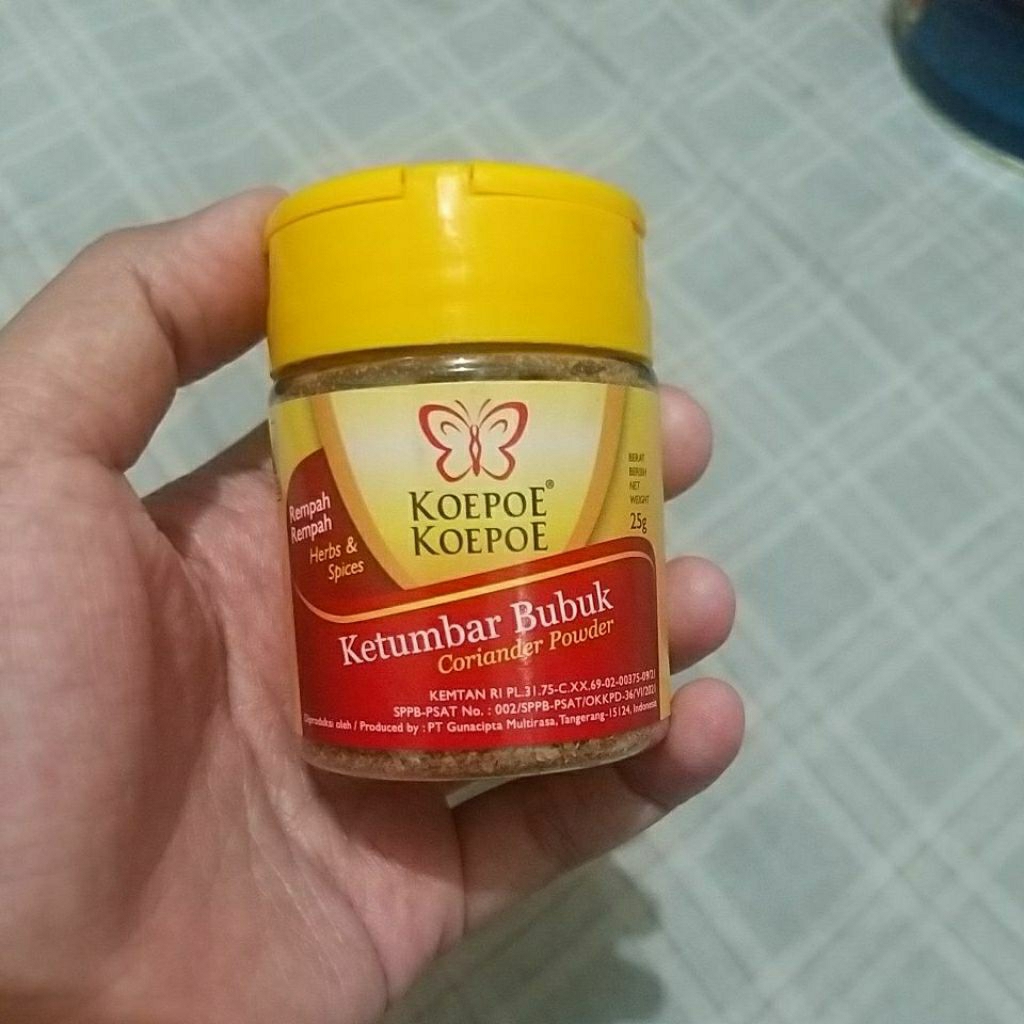 KOEPOE®
KOEPOE
BERAT
BERSIH
NET
WEIGHT
25g
Rempah
Rempah
Herbs &
Spices
Ketumbar Bubuk
Coriander Powder
KEMTAN RI PL.31.75-C.XX.69-02-00375-09/21
SPPB-PSAT No. : 002/SPPB-PSAT/OKKPD-36/VI/2021
Diproduksi oleh / Produced by : PT Gunacipta Multirasa, Tangerang-15124, Indonesia